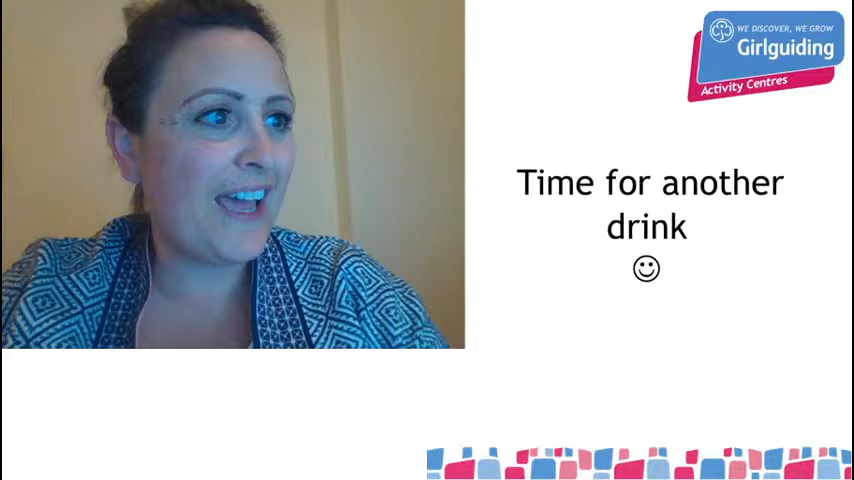 WE DISCOVER, WE GROW
Girlguiding
Activity Centres
Time for another
drink
☺